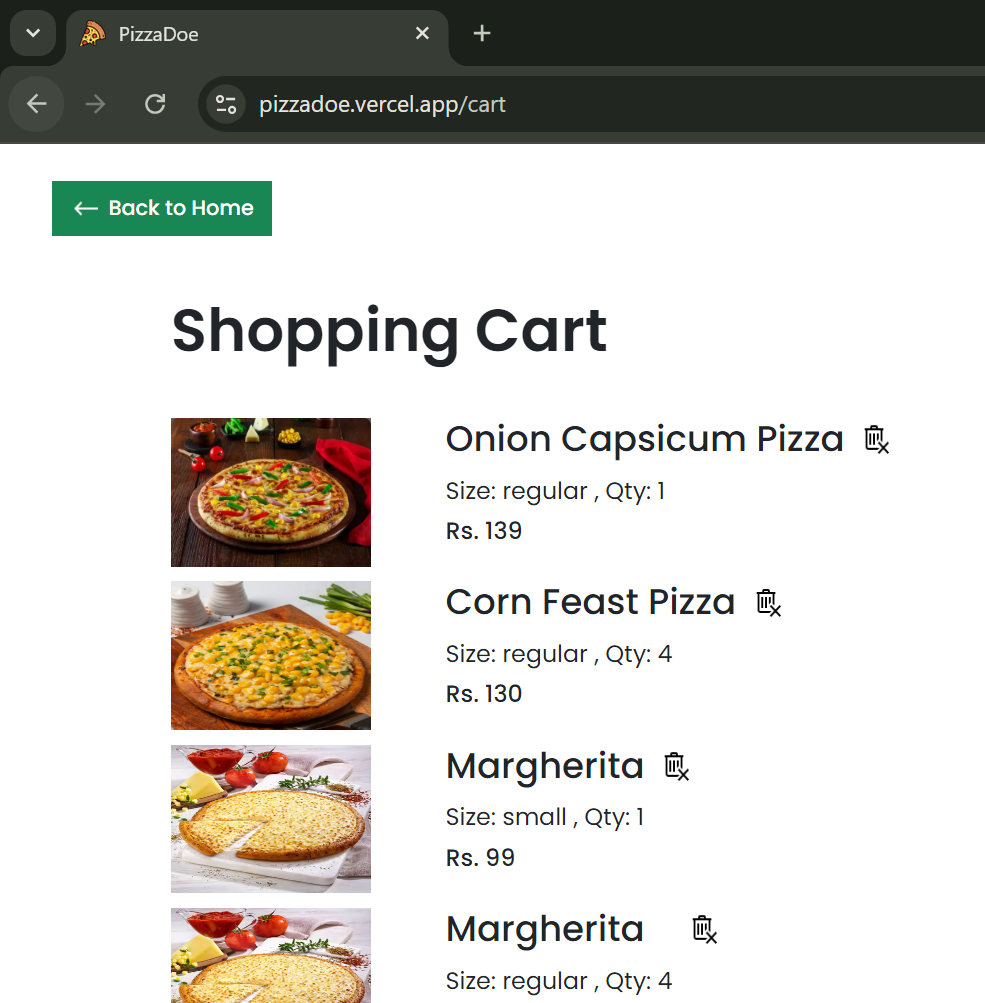 PizzaDoe
pizzadoe.vercel.app/cart
Back to Home
Shopping Cart
Onion Capsicum Pizza
Size: regular , Qty: 1
Rs. 139
Corn Feast Pizza
Size: regular , Qty: 4
Rs. 130
Margherita
Size: small , Qty: 1
Rs. 99
Margherita
Size: regular , Qty: 4